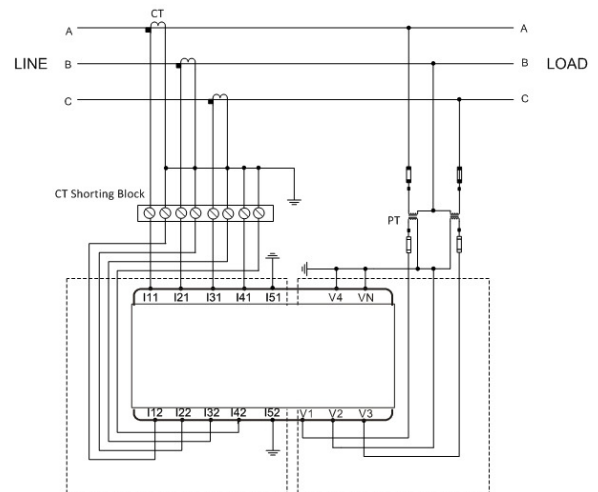 CT
A A
LINE B B LOAD
C C
CT Shorting Block
PT
I11 I21 I31 I41 I51 V4 VN
I12 I22 I32 I42 I52 V1 V2 V3